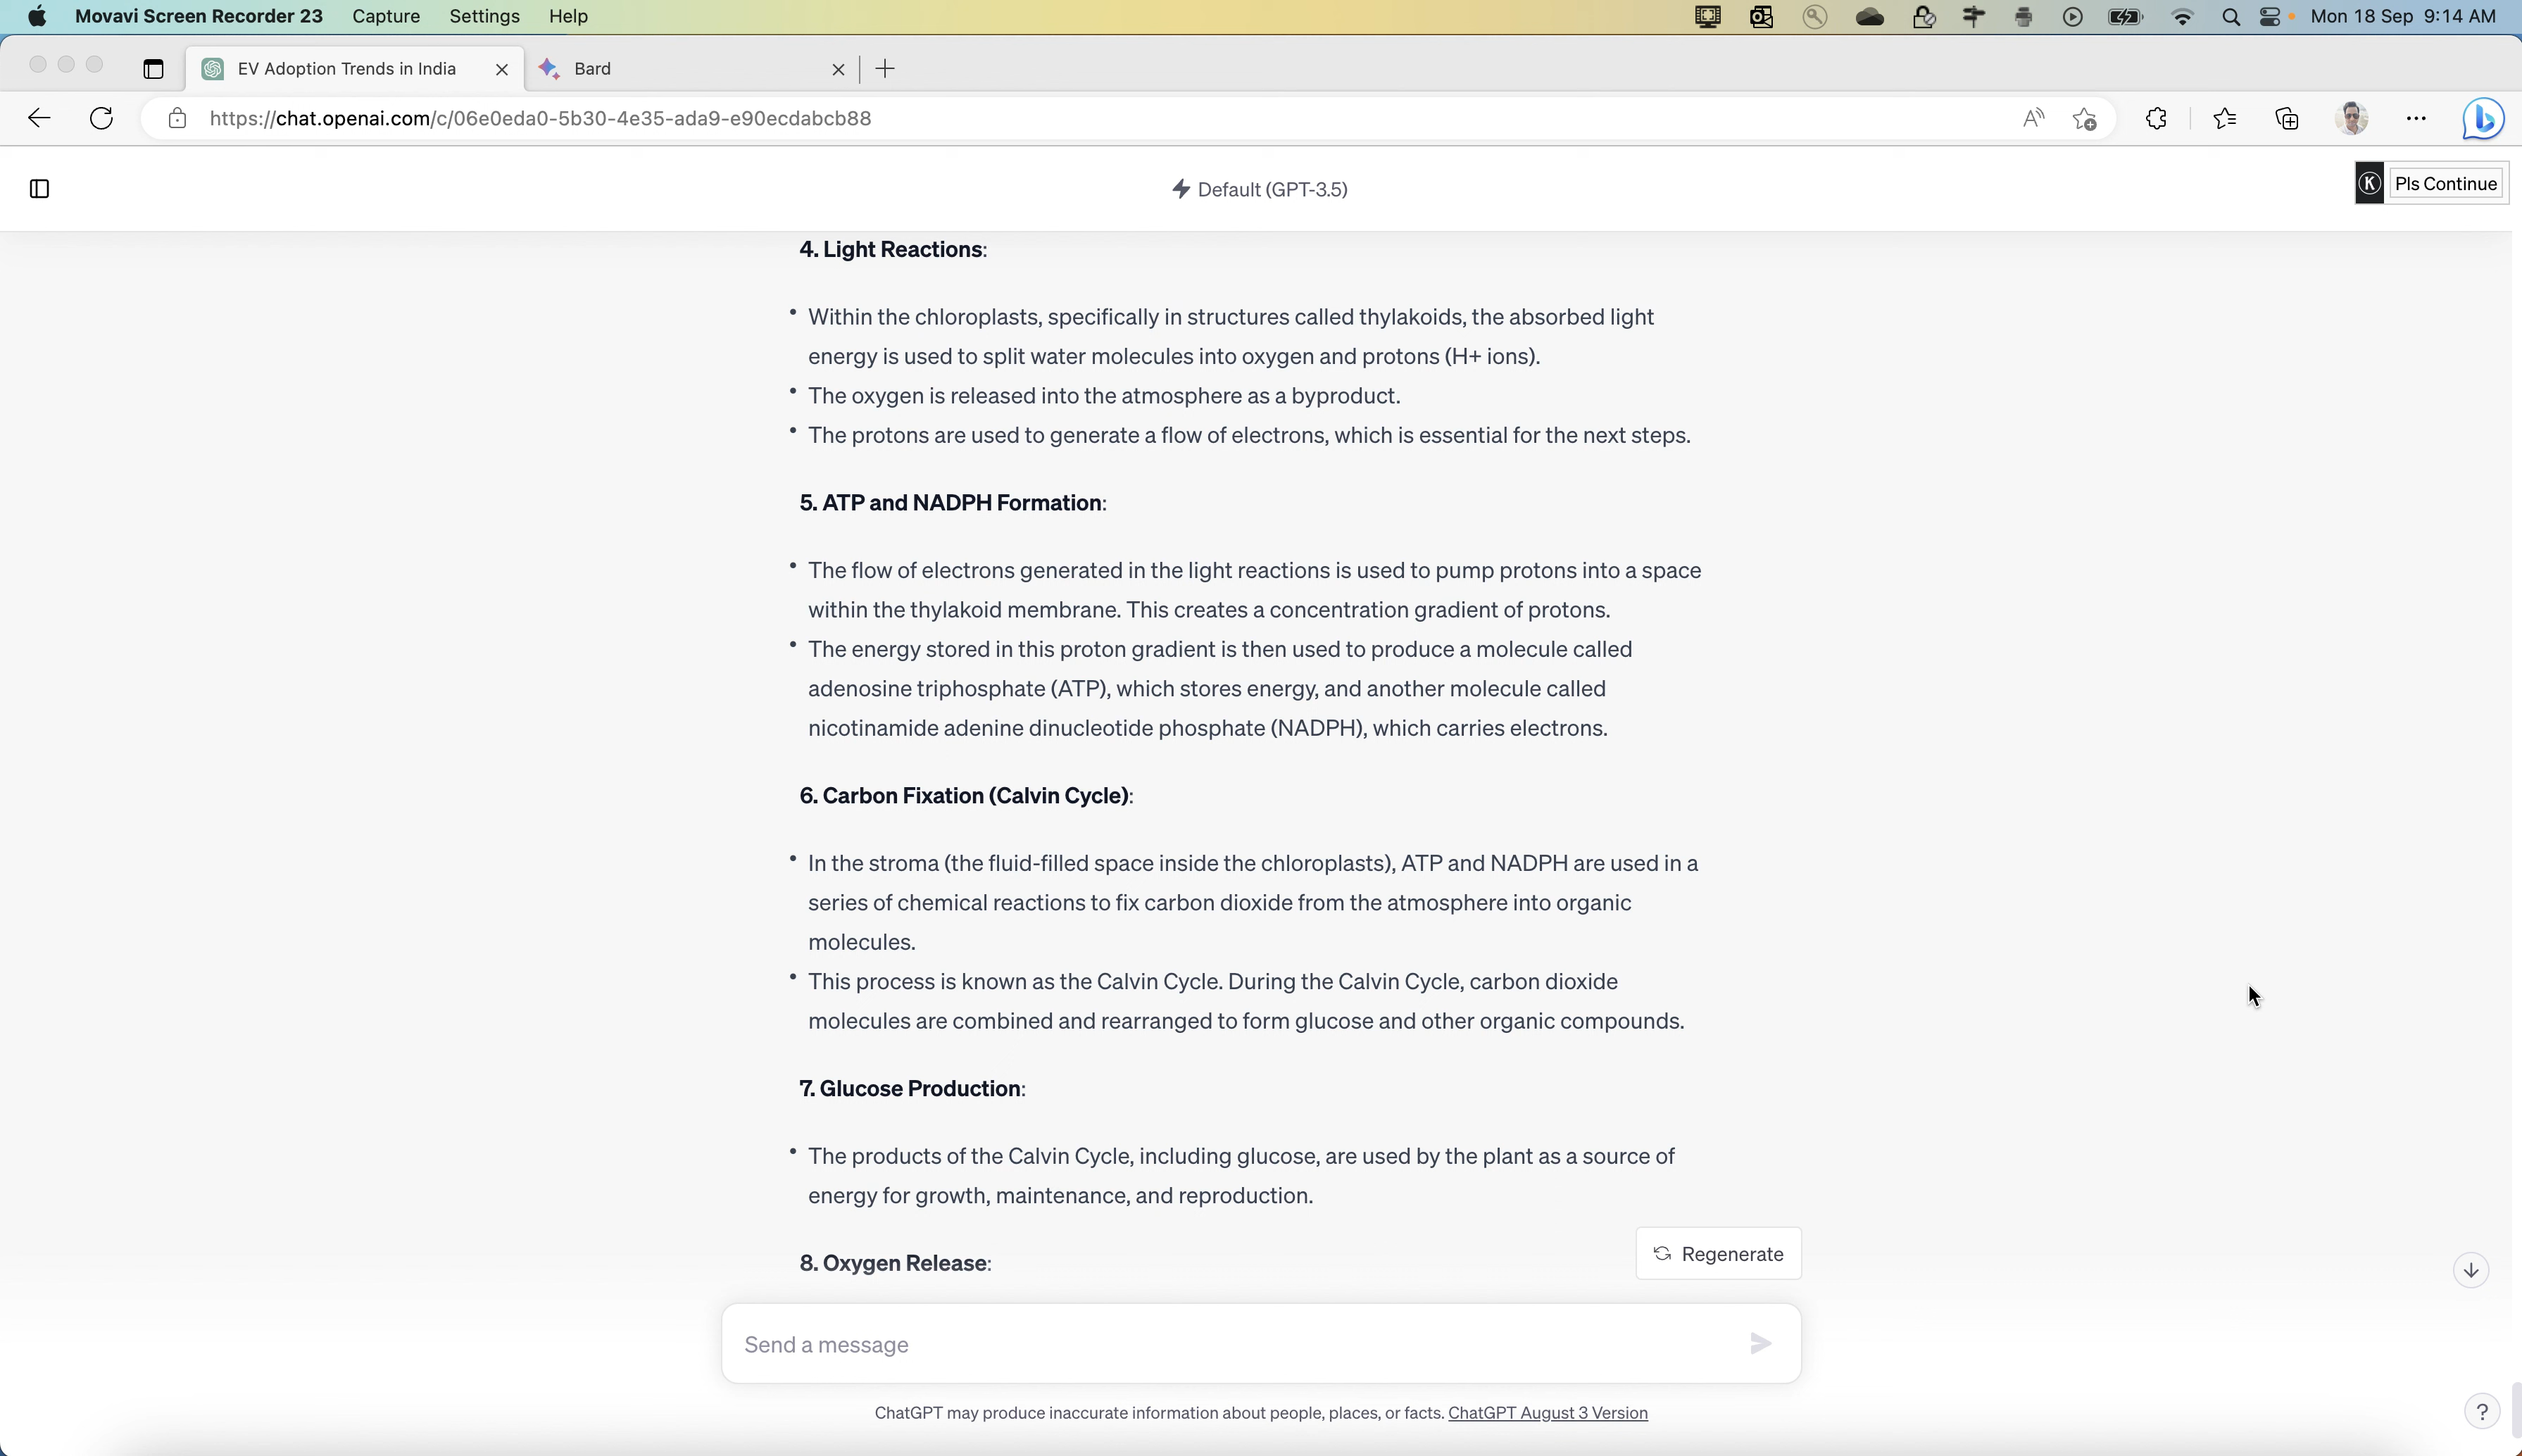 Movavi Screen Recorder 23 Capture Settings Help Mon 18 Sep 9:14 AM
EV Adoption Trends in India Bard
https://chat.openai.com/c/06e0eda0-5b30-4e35-ada9-e90ecdabcb88
Default (GPT-3.5)
K Pls Continue
4. Light Reactions:
• Within the chloroplasts, specifically in structures called thylakoids, the absorbed light
energy is used to split water molecules into oxygen and protons (H+ ions).
• The oxygen is released into the atmosphere as a byproduct.
• The protons are used to generate a flow of electrons, which is essential for the next steps.
5. ATP and NADPH Formation:
• The flow of electrons generated in the light reactions is used to pump protons into a space
within the thylakoid membrane. This creates a concentration gradient of protons.
• The energy stored in this proton gradient is then used to produce a molecule called
adenosine triphosphate (ATP), which stores energy, and another molecule called
nicotinamide adenine dinucleotide phosphate (NADPH), which carries electrons.
6. Carbon Fixation (Calvin Cycle):
• In the stroma (the fluid-filled space inside the chloroplasts), ATP and NADPH are used in a
series of chemical reactions to fix carbon dioxide from the atmosphere into organic
molecules.
• This process is known as the Calvin Cycle. During the Calvin Cycle, carbon dioxide
molecules are combined and rearranged to form glucose and other organic compounds.
7. Glucose Production:
• The products of the Calvin Cycle, including glucose, are used by the plant as a source of
energy for growth, maintenance, and reproduction.
8. Oxygen Release:
Regenerate
Send a message
ChatGPT may produce inaccurate information about people, places, or facts. ChatGPT August 3 Version
?